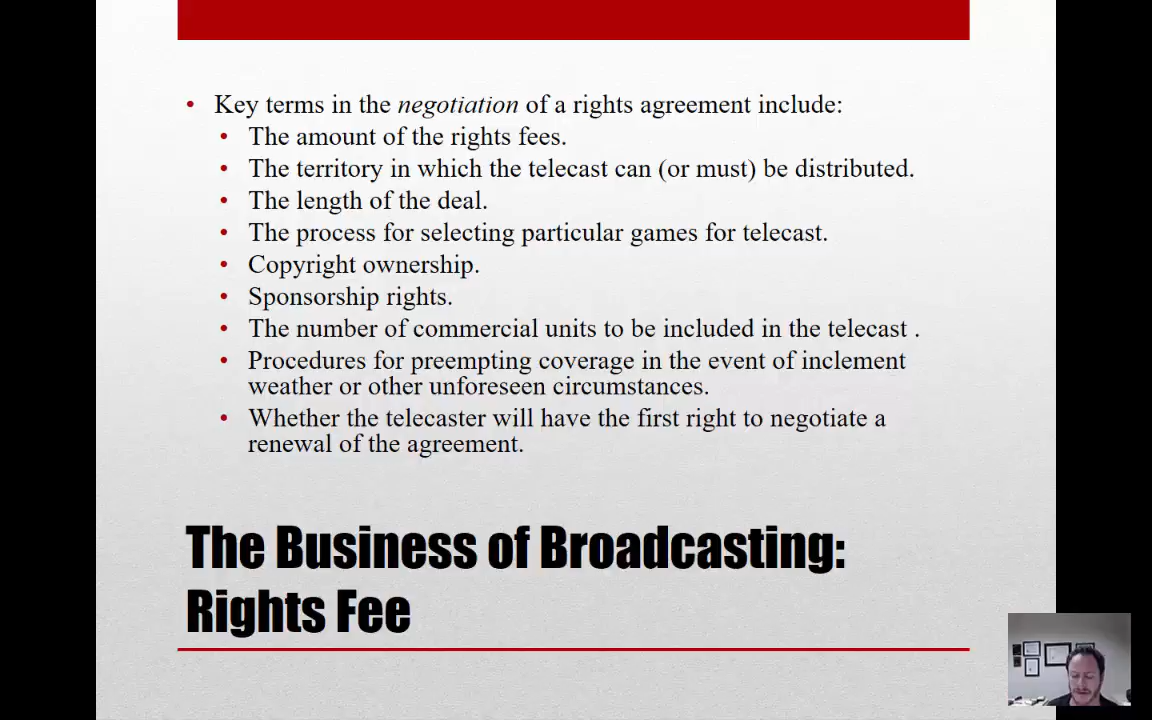 • Key terms in the negotiation of a rights agreement include:
• The amount of the rights fees.
• The territory in which the telecast can (or must) be distributed.
• The length of the deal.
• The process for selecting particular games for telecast.
• Copyright ownership.
• Sponsorship rights.
• The number of commercial units to be included in the telecast .
• Procedures for preempting coverage in the event of inclement
weather or other unforeseen circumstances.
• Whether the telecaster will have the first right to negotiate a
renewal of the agreement.
The Business of Broadcasting:
Rights Fee